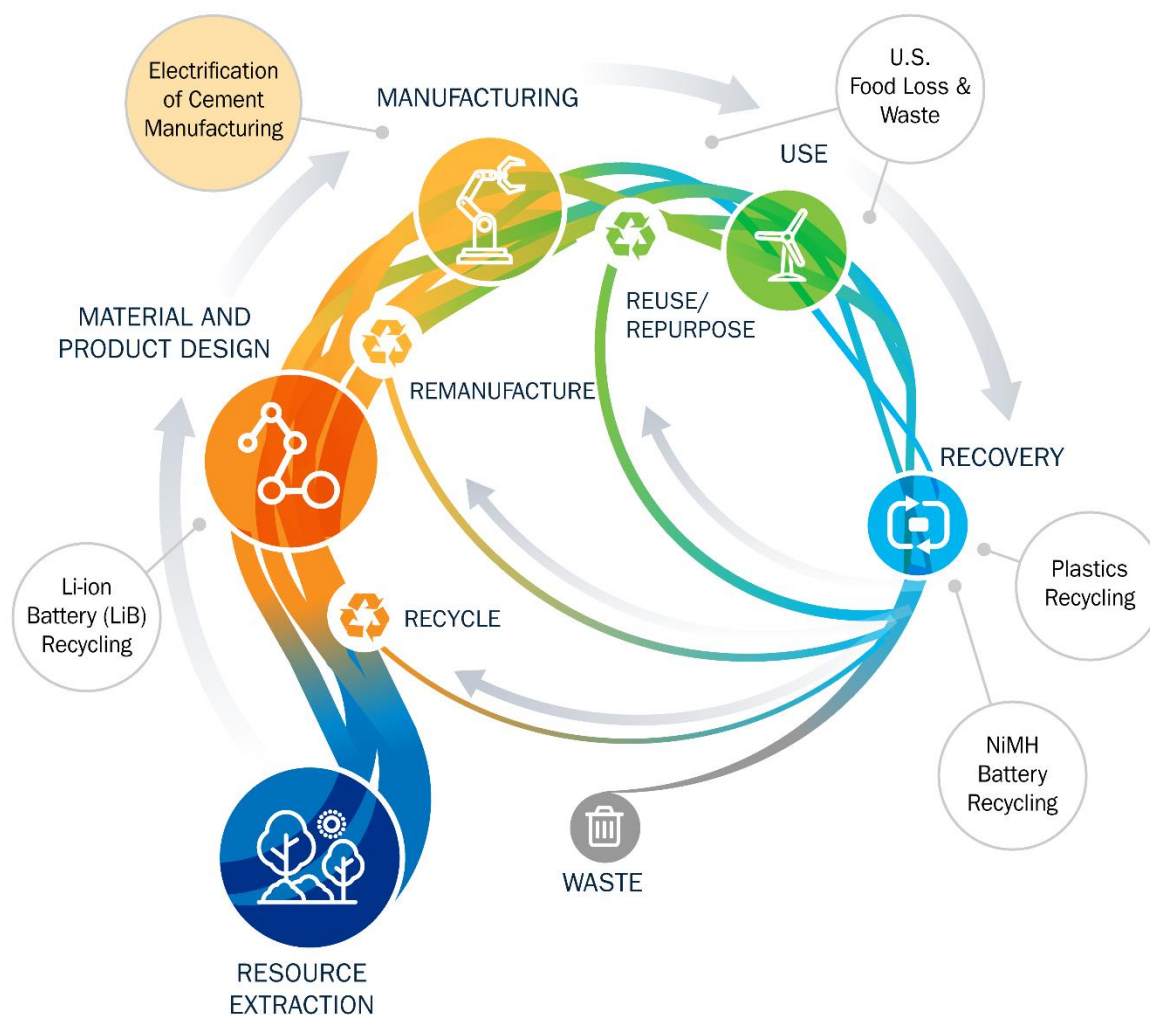 Electrification
of Cement
Manufacturing
MANUFACTURING
U.S.
Food Loss &
Waste
USE
MATERIAL AND
PRODUCT DESIGN
REUSE/
REPURPOSE
REMANUFACTURE
RECOVERY
Li-ion
Battery (LiB)
Recycling
RECYCLE
Plastics
Recycling
NiMH
Battery
Recycling
WASTE
RESOURCE
EXTRACTION